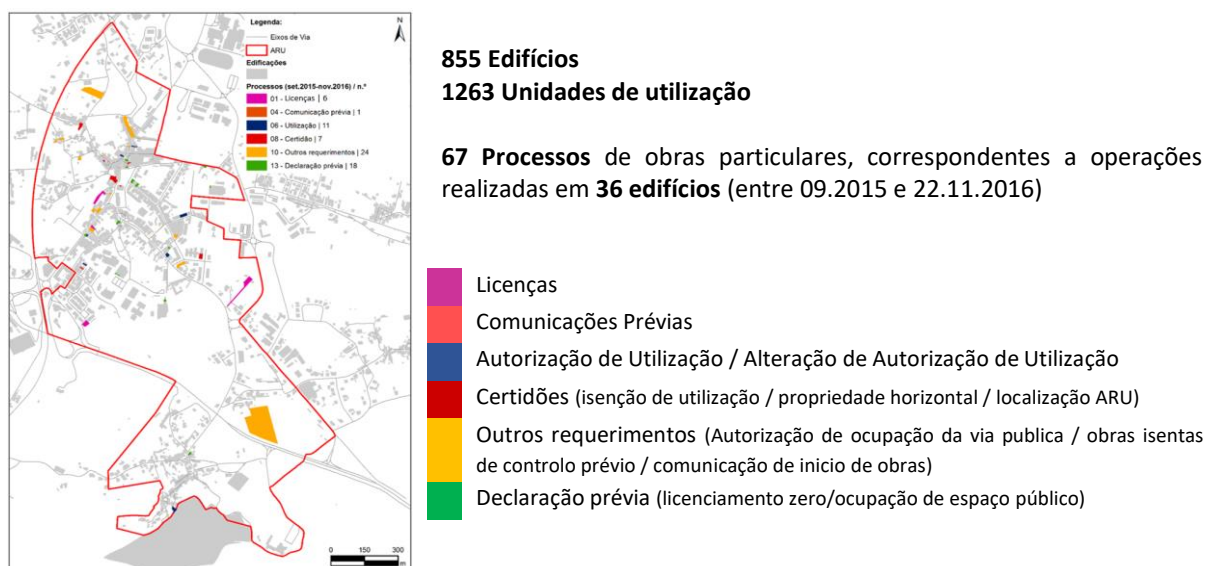 Legenda:
Eixos de Via
ARU
Edificações
Processos (set.2015-nov.2016) / n.º
01 - Licenças | 6
04 - Comunicação prévia | 1
06 - Utilização | 11
08 - Certidão | 7
10 - Outros requerimentos | 24
13 - Declaração prévia | 18
N
0 150 300
m
855 Edifícios
1263 Unidades de utilização
67 Processos de obras particulares, correspondentes a operações
realizadas em 36 edifícios (entre 09.2015 e 22.11.2016)
Licenças
Comunicações Prévias
Autorização de Utilização / Alteração de Autorização de Utilização
Certidões (isenção de utilização / propriedade horizontal / localização ARU)
Outros requerimentos (Autorização de ocupação da via publica / obras isentas
de controlo prévio / comunicação de inicio de obras)
Declaração prévia (licenciamento zero/ocupação de espaço público)